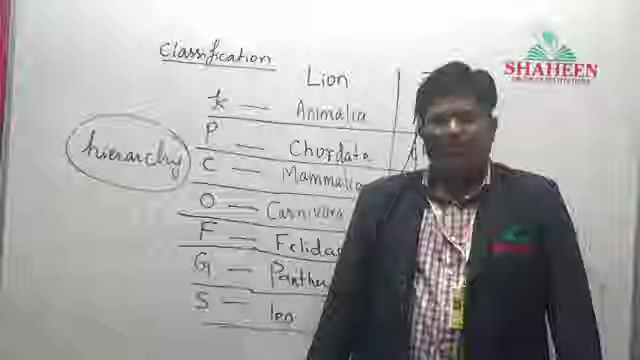 Classification
Lion
K — Animalia
P — Chordata
C — Mammalia
O — Carnivora
F — Felidae
G — Panthe
S — leo
hierarchy
SHAHEEN